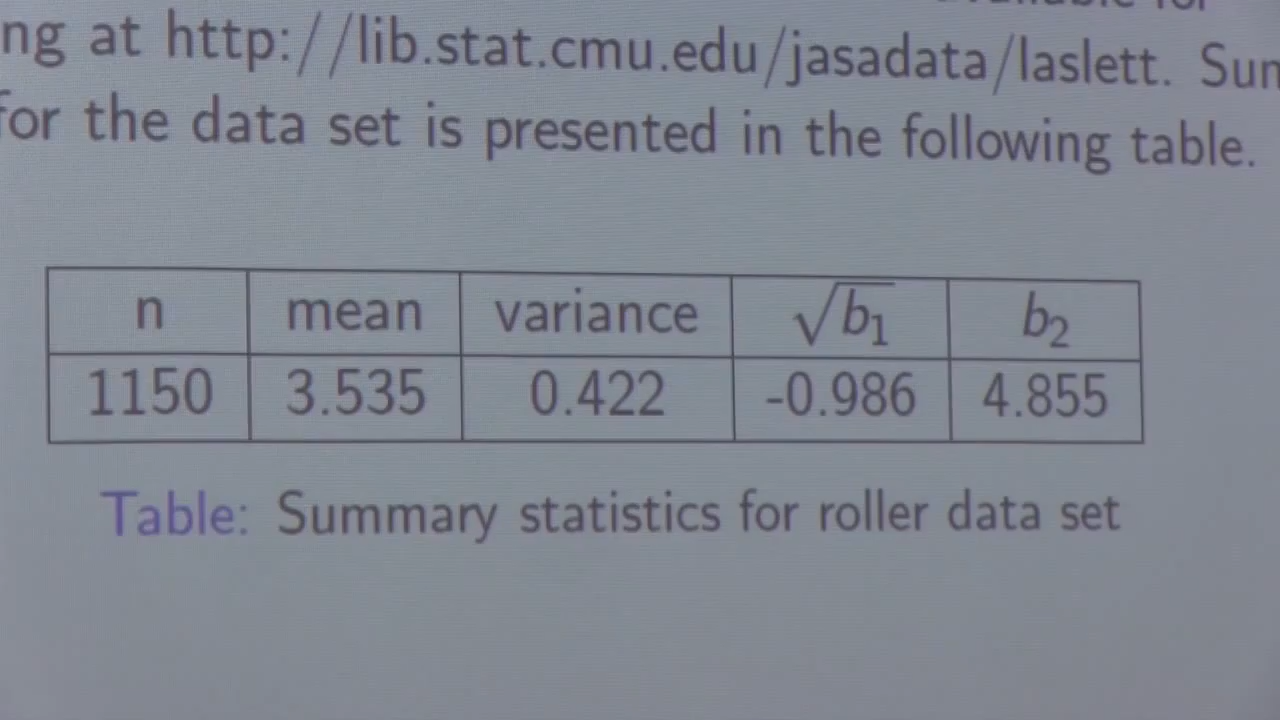 ng at http://lib.stat.cmu.edu/jasadata/laslett. Sum
for the data set is presented in the following table.
n mean variance √b₁ b₂
1150 3.535 0.422 -0.986 4.855
Table: Summary statistics for roller data set